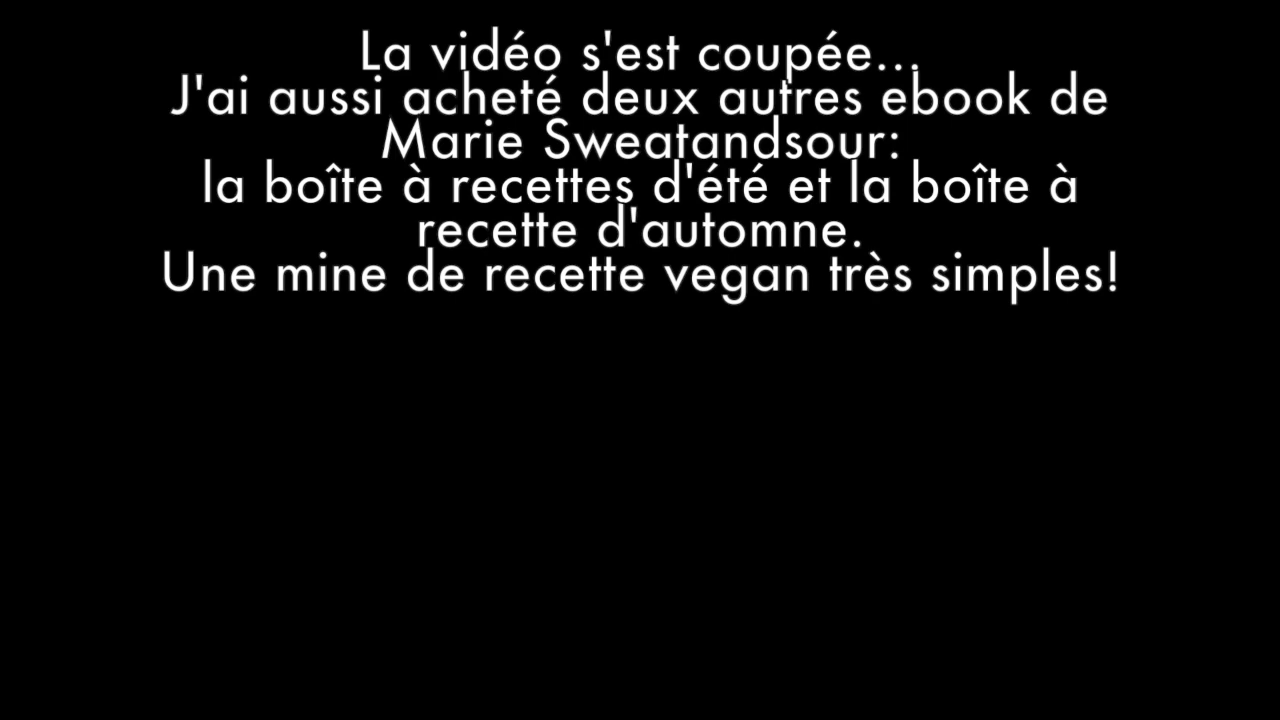 La vidéo s'est coupée...
J'ai aussi acheté deux autres ebook de
Marie Sweatandsour:
la boîte à recettes d'été et la boîte à
recette d'automne.
Une mine de recette vegan très simples!